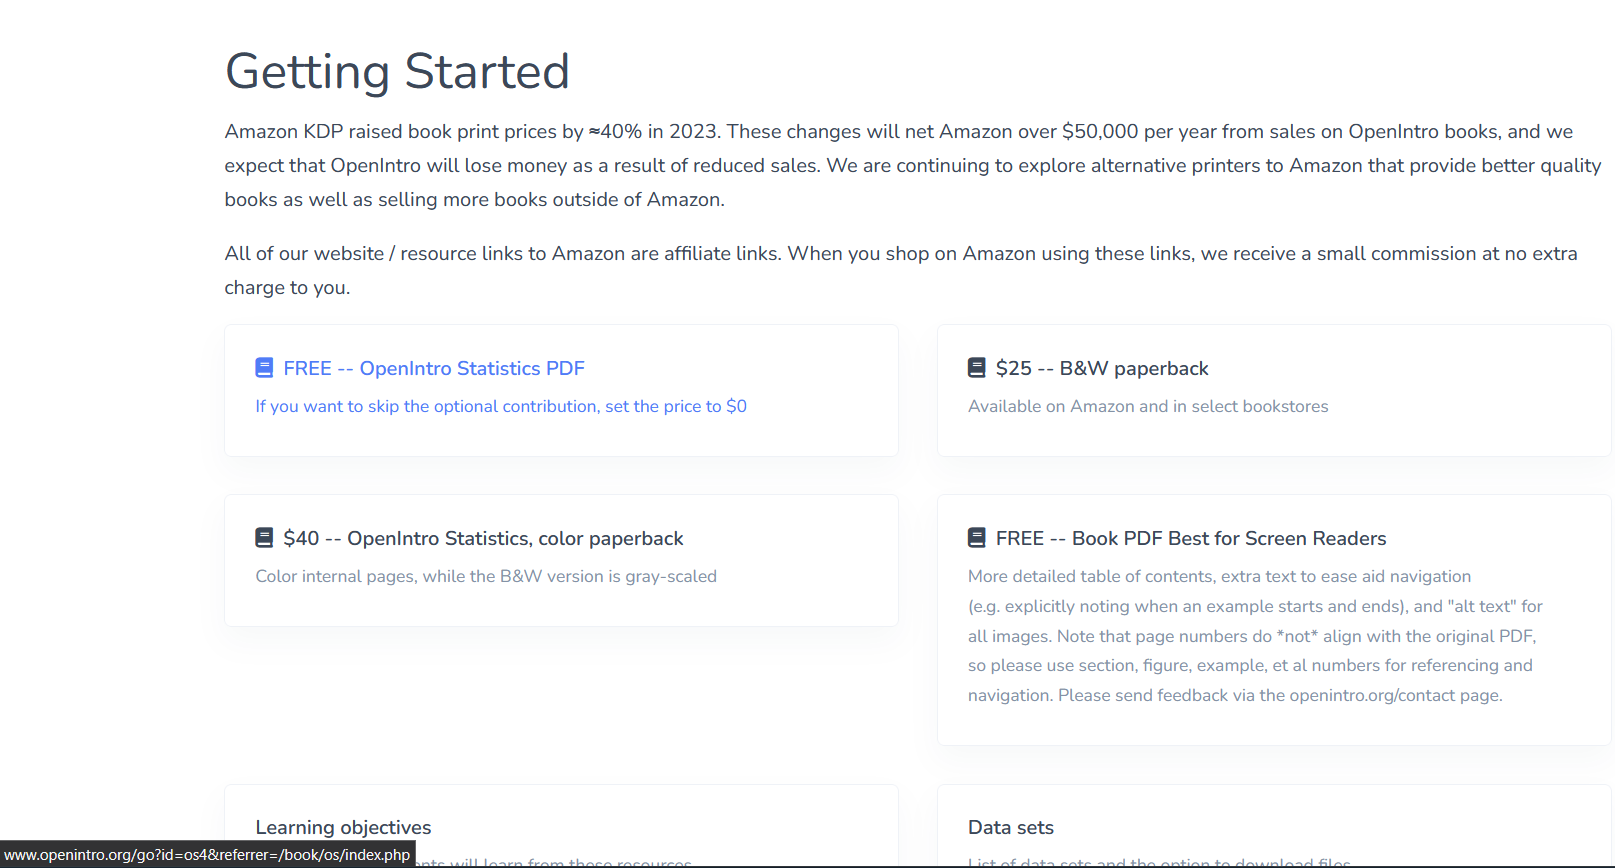 Getting Started
Amazon KDP raised book print prices by ≈40% in 2023. These changes will net Amazon over $50,000 per year from sales on OpenIntro books, and we
expect that OpenIntro will lose money as a result of reduced sales. We are continuing to explore alternative printers to Amazon that provide better quality
books as well as selling more books outside of Amazon.
All of our website / resource links to Amazon are affiliate links. When you shop on Amazon using these links, we receive a small commission at no extra
charge to you.
FREE -- OpenIntro Statistics PDF
If you want to skip the optional contribution, set the price to $0
$25 -- B&W paperback
Available on Amazon and in select bookstores
$40 -- OpenIntro Statistics, color paperback
Color internal pages, while the B&W version is gray-scaled
FREE -- Book PDF Best for Screen Readers
More detailed table of contents, extra text to ease aid navigation
(e.g. explicitly noting when an example starts and ends), and "alt text" for
all images. Note that page numbers do *not* align with the original PDF,
so please use section, figure, example, et al numbers for referencing and
navigation. Please send feedback via the openintro.org/contact page.
Learning objectives
will learn from these resources
Data sets
List of data sets and the option to download files
www.openintro.org/go?id=os4&referrer=/book/os/index.php